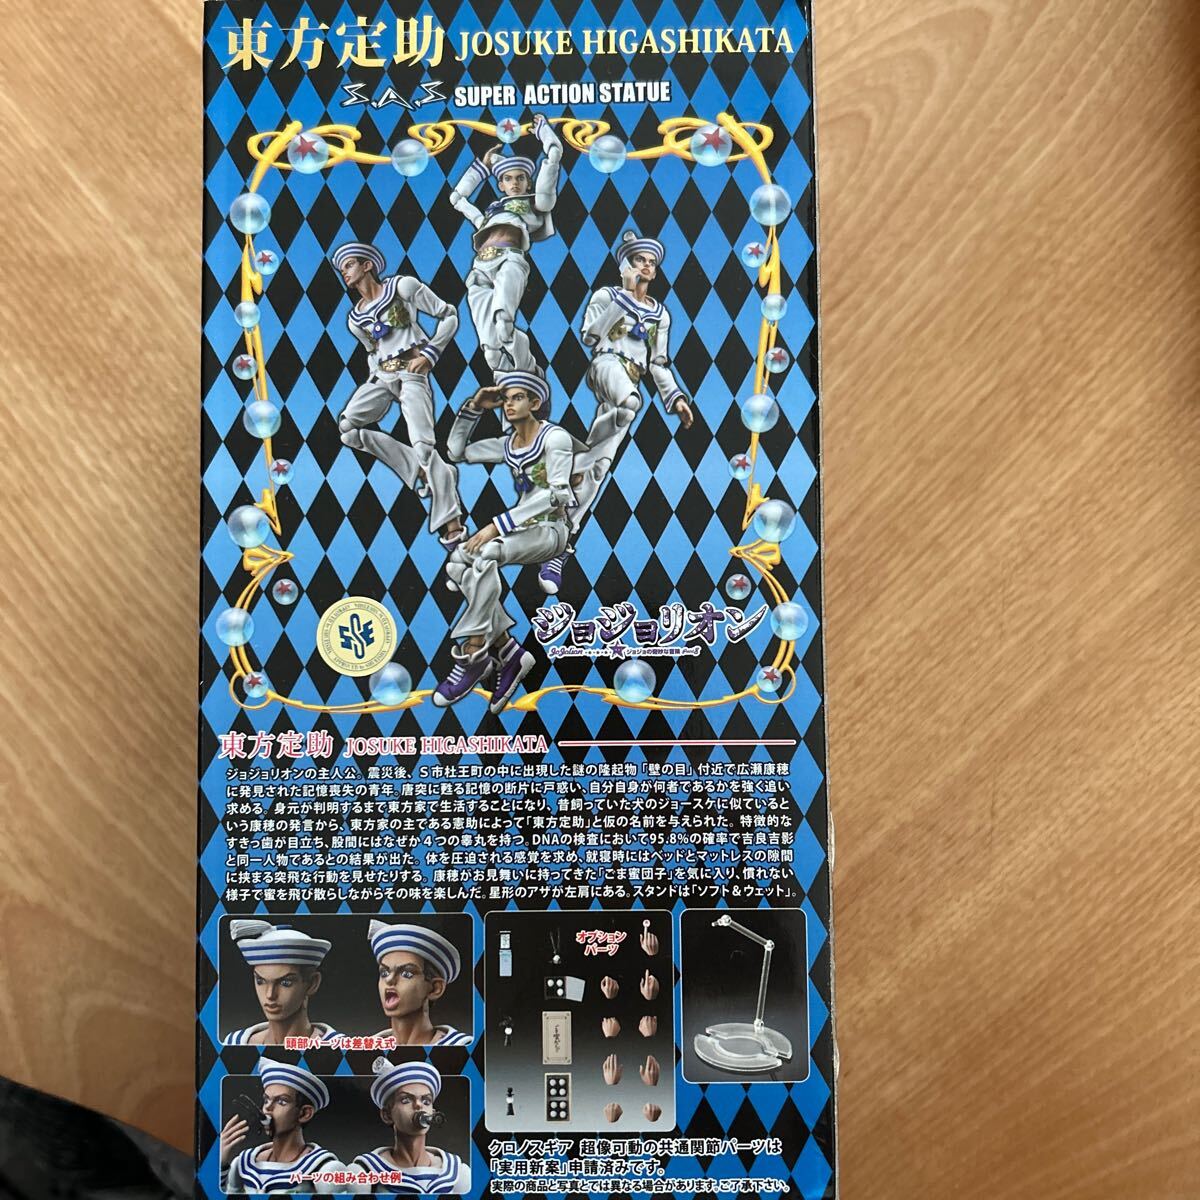 東方定助 JOSUKE HIGASHIKATA
S.A.S SUPER ACTION STATUE
ジョジョリオン
JoJolion ジョジョの奇妙な冒険 Part8
東方定助 JOSUKE HIGASHIKATA
ジョジョリオンの主人公。震災後、S市杜王町の中に出現した謎の隆起物「壁の目」付近で広瀬康穂
に発見された記憶喪失の青年。唐突に甦る記憶の断片に戸惑い、自分自身が何者であるかを強く追い
求める。身元が判明するまで東方家で生活することになり、昔飼っていた犬のジョースケに似ていると
いう康穂の発言から、東方家の主である憲助によって「東方定助」と仮の名前を与えられた。特徴的な
すきっ歯が目立ち、股間にはなぜか4つの睾丸を持つ。DNAの検査において95.8%の確率で吉良吉影
と同一人物であるとの結果が出た。体を圧迫される感覚を求め、就寝時にはベッドとマットレスの隙間
に挟まる突飛な行動を見せたりする。康穂がお見舞いに持ってきた「ごま蜜団子」を気に入り、慣れない
様子で蜜を飛び散らしながらその味を楽しんだ。星形のアザが左肩にある。スタンドは「ソフト&ウェット」。
頭部パーツは差替え式
オプション
パーツ
パーツの組み合わせ例
クロノスギア 超像可動の共通関節パーツは
「実用新案」申請済みです。
実際の商品と写真とでは異なる場合があります。ご了承下さい。